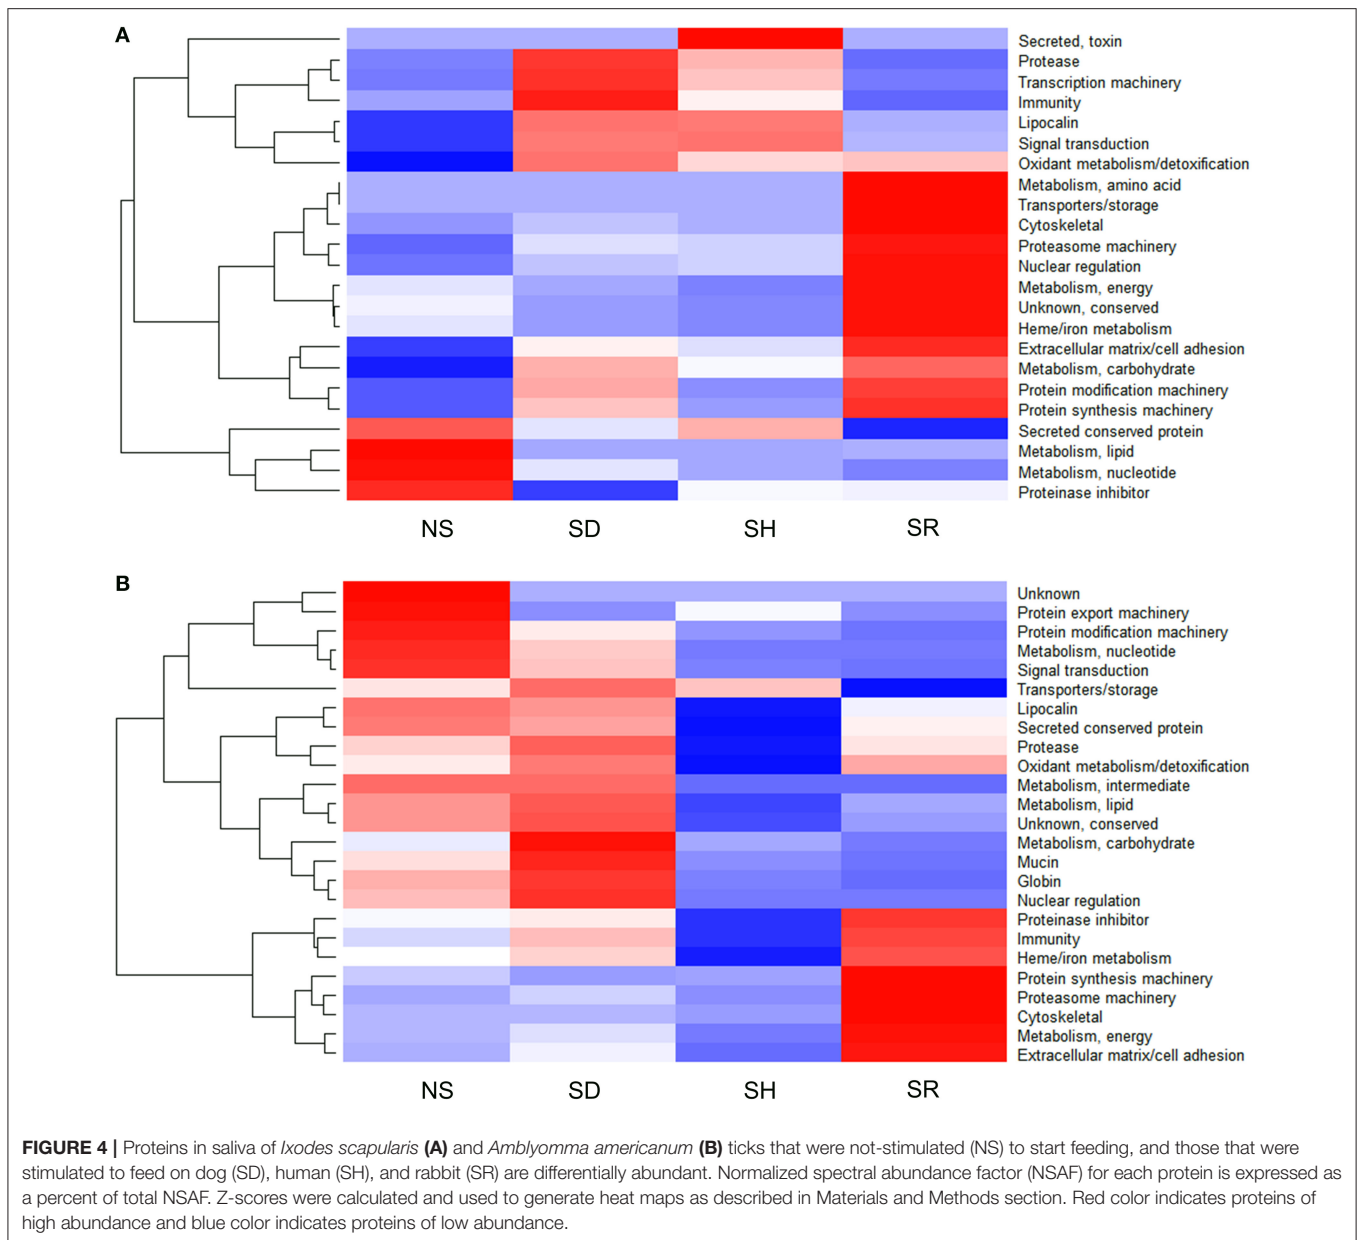 A
Secreted, toxin
Protease
Transcription machinery
Immunity
Lipocalin
Signal transduction
Oxidant metabolism/detoxification
Metabolism, amino acid
Transporters/storage
Cytoskeletal
Proteasome machinery
Nuclear regulation
Metabolism, energy
Unknown, conserved
Heme/iron metabolism
Extracellular matrix/cell adhesion
Metabolism, carbohydrate
Protein modification machinery
Protein synthesis machinery
Secreted conserved protein
Metabolism, lipid
Metabolism, nucleotide
Proteinase inhibitor
NS SD SH SR
B
Unknown
Protein export machinery
Protein modification machinery
Metabolism, nucleotide
Signal transduction
Transporters/storage
Lipocalin
Secreted conserved protein
Protease
Oxidant metabolism/detoxification
Metabolism, intermediate
Metabolism, lipid
Unknown, conserved
Metabolism, carbohydrate
Mucin
Globin
Nuclear regulation
Proteinase inhibitor
Immunity
Heme/iron metabolism
Protein synthesis machinery
Proteasome machinery
Cytoskeletal
Metabolism, energy
Extracellular matrix/cell adhesion
NS SD SH SR
FIGURE 4 | Proteins in saliva of Ixodes scapularis (A) and Amblyomma americanum (B) ticks that were not-stimulated (NS) to start feeding, and those that were
stimulated to feed on dog (SD), human (SH), and rabbit (SR) are differentially abundant. Normalized spectral abundance factor (NSAF) for each protein is expressed as
a percent of total NSAF. Z-scores were calculated and used to generate heat maps as described in Materials and Methods section. Red color indicates proteins of
high abundance and blue color indicates proteins of low abundance.